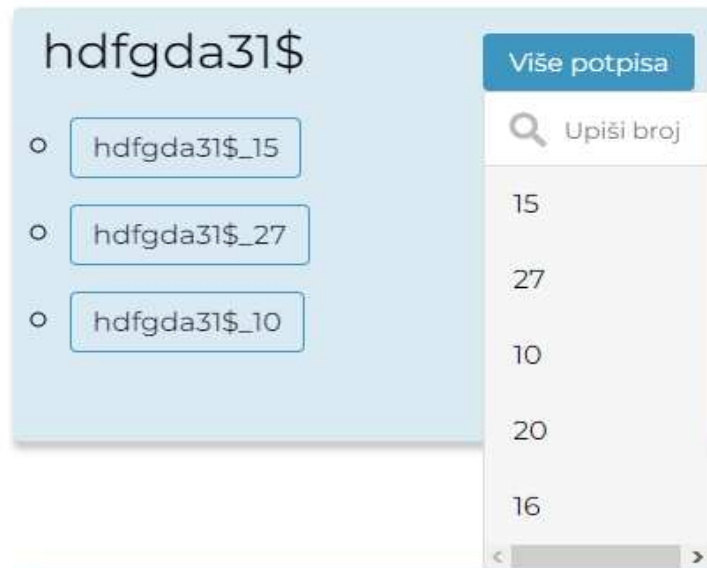 hdfgda31$
hdfgda31$_15
hdfgda31$_27
hdfgda31$_10
Više potpisa
Upiši broj
15
27
10
20
16